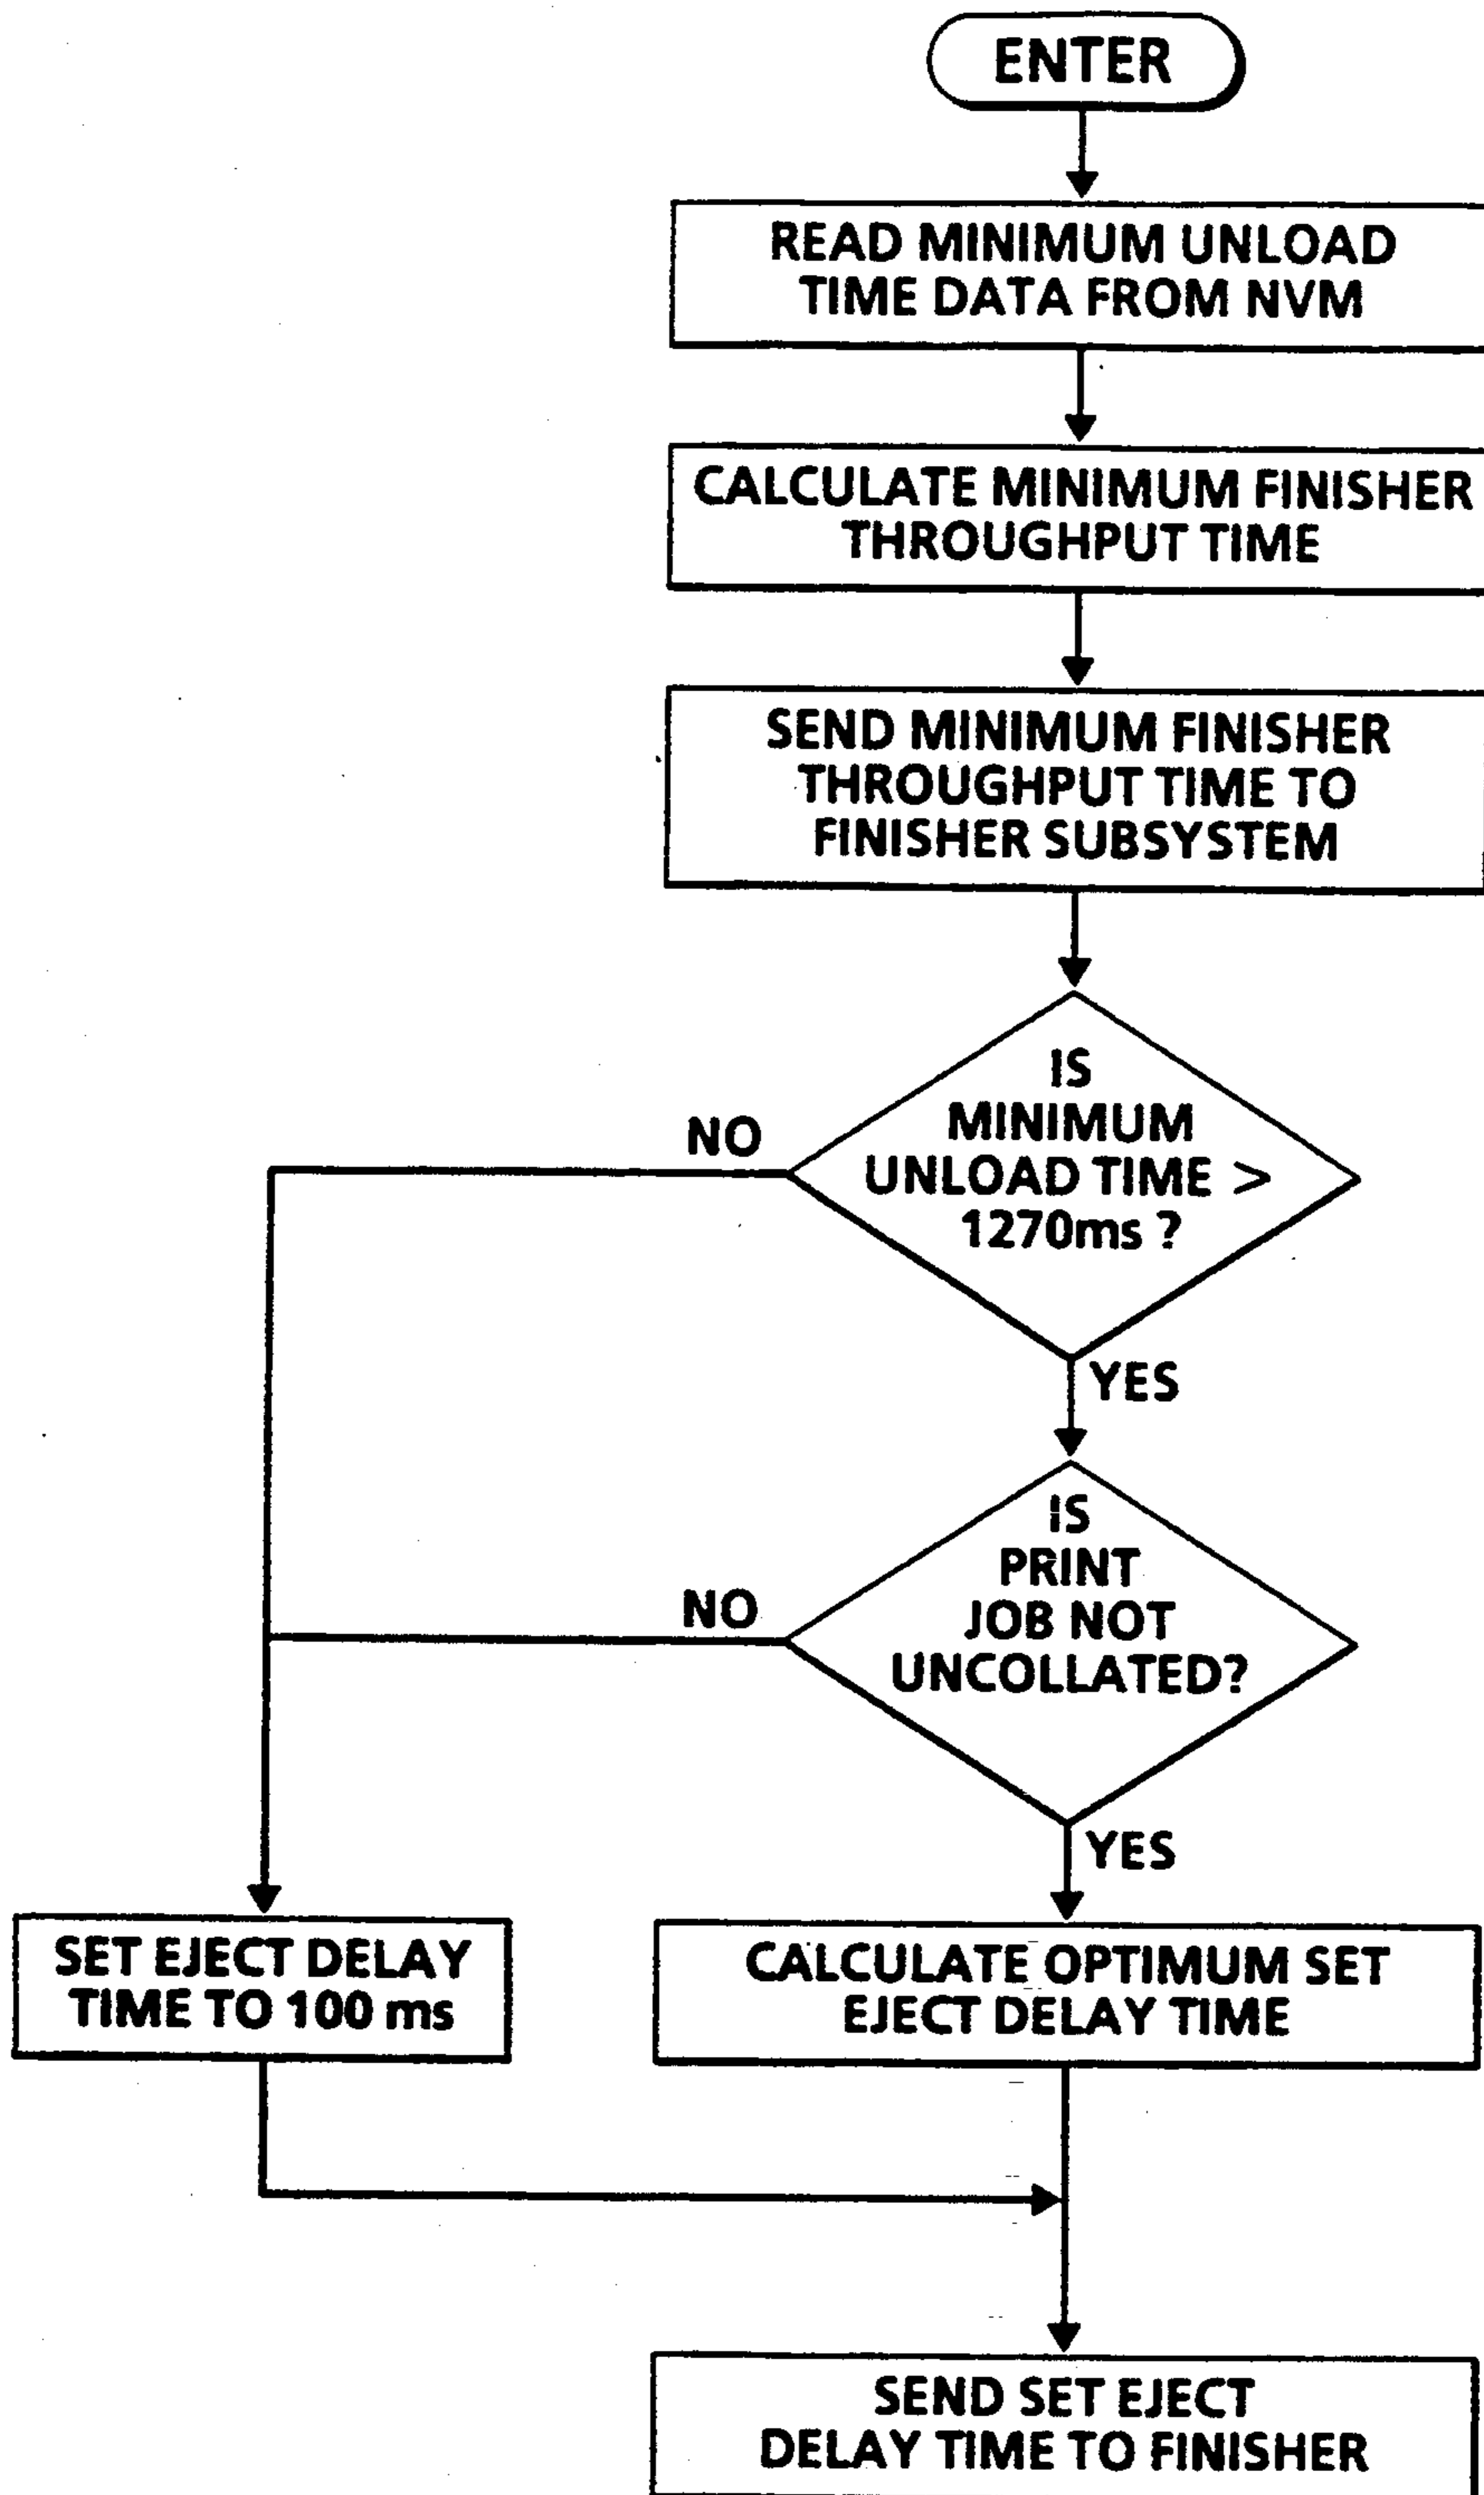 ENTER
READ MINIMUM UNLOAD
TIME DATA FROM NVM
CALCULATE MINIMUM FINISHER
THROUGHPUT TIME
SEND MINIMUM FINISHER
THROUGHPUT TIME TO
FINISHER SUBSYSTEM
IS
MINIMUM
UNLOAD TIME >
1270ms ?
NO
YES
IS
PRINT
JOB NOT
UNCOLLATED?
NO
YES
SET EJECT DELAY
TIME TO 100 ms
CALCULATE OPTIMUM SET
EJECT DELAY TIME
SEND SET EJECT
DELAY TIME TO FINISHER